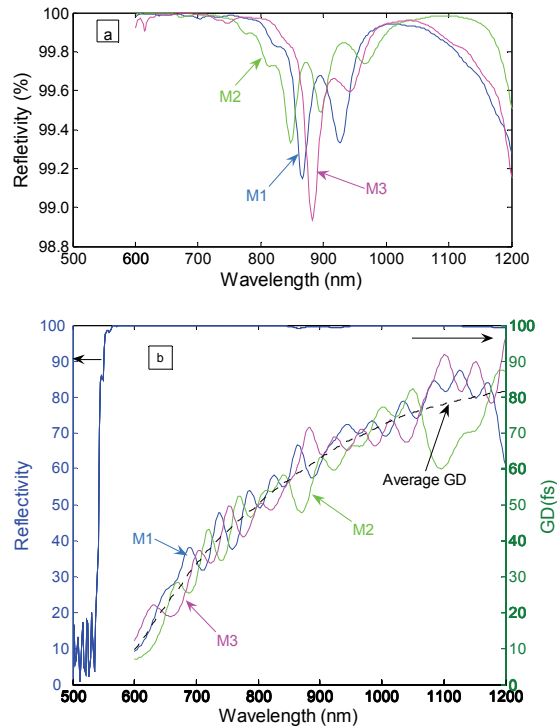 a
100
99.8
99.6
99.4
99.2
99.0
98.8
Refletivity (%)
M2
M1
M3
500 600 700 800 900 1000 1100 1200
Wavelength (nm)
b
100
90
80
70
60
50
40
30
20
10
0
Reflectivity
100
90
80
70
60
50
40
30
20
10
0
GD(fs)
Average GD
M1
M2
M3
500 600 700 800 900 1000 1100 1200
Wavelength (nm)